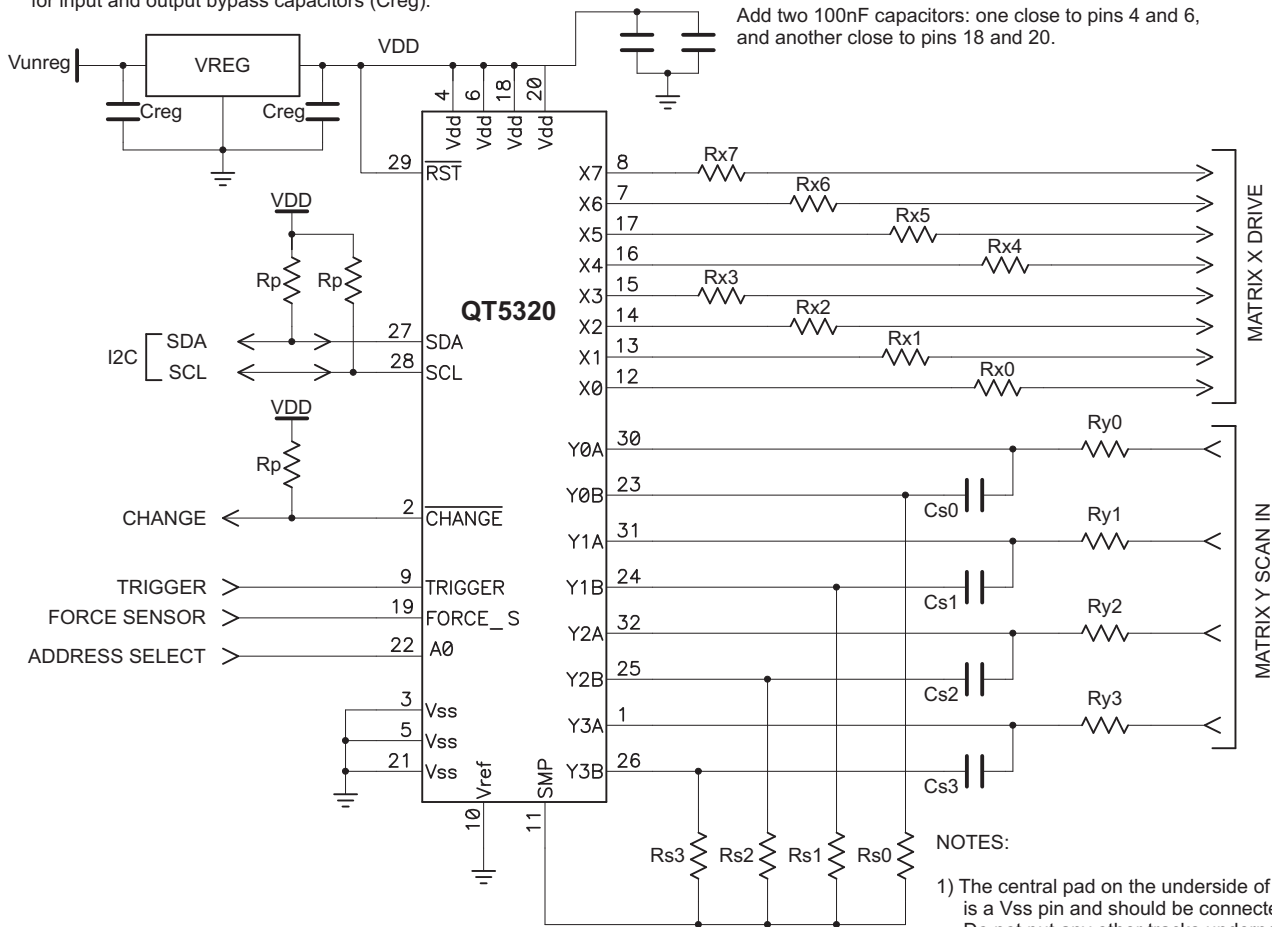 for input and output bypass capacitors (Creg).
Add two 100nF capacitors: one close to pins 4 and 6,
and another close to pins 18 and 20.
Vunreg
VREG
VDD
Creg
Creg
4
6
18
20
Vdd
Vdd
Vdd
Vdd
29
RST
VDD
Rp
Rp
QT5320
I2C
SDA
27
SDA
SCL
28
SCL
VDD
Rp
CHANGE
2
CHANGE
TRIGGER
9
TRIGGER
FORCE SENSOR
19
FORCE_S
ADDRESS SELECT
22
A0
3
Vss
5
Vss
21
Vss
Vref
10
SMP
11
X7
8
Rx7
X6
7
Rx6
X5
17
Rx5
X4
16
Rx4
X3
15
Rx3
X2
14
Rx2
X1
13
Rx1
X0
12
Rx0
MATRIX X DRIVE
Y0A
30
Ry0
Y0B
23
Cs0
Y1A
31
Ry1
Y1B
24
Cs1
Y2A
32
Ry2
Y2B
25
Cs2
Y3A
1
Ry3
Y3B
26
Cs3
MATRIX Y SCAN IN
Rs3
Rs2
Rs1
Rs0
NOTES:
1) The central pad on the underside of
is a Vss pin and should be connecte